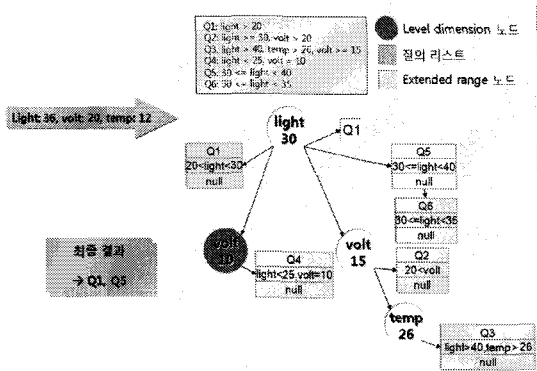 Q1: light > 20
Q2: light >= 30, volt > 20
Q3: light > 40, temp > 26, volt >= 15
Q4: light < 25, volt = 10
Q5: 30 <= light < 40
Q6: 30 <= light < 35
Level dimension 노드
질의 리스트
Extended range 노드
Light: 36, volt: 20, temp: 12
light
30
Q1
Q1
20<light<30
null
Q5
30<=light<40
null
Q6
30<=light<35
null
volt
10
Q4
light<25, volt=10
null
volt
15
Q2
20<volt
null
temp
26
Q3
light>40, temp> 26
null
최종 결과
→ Q1, Q5